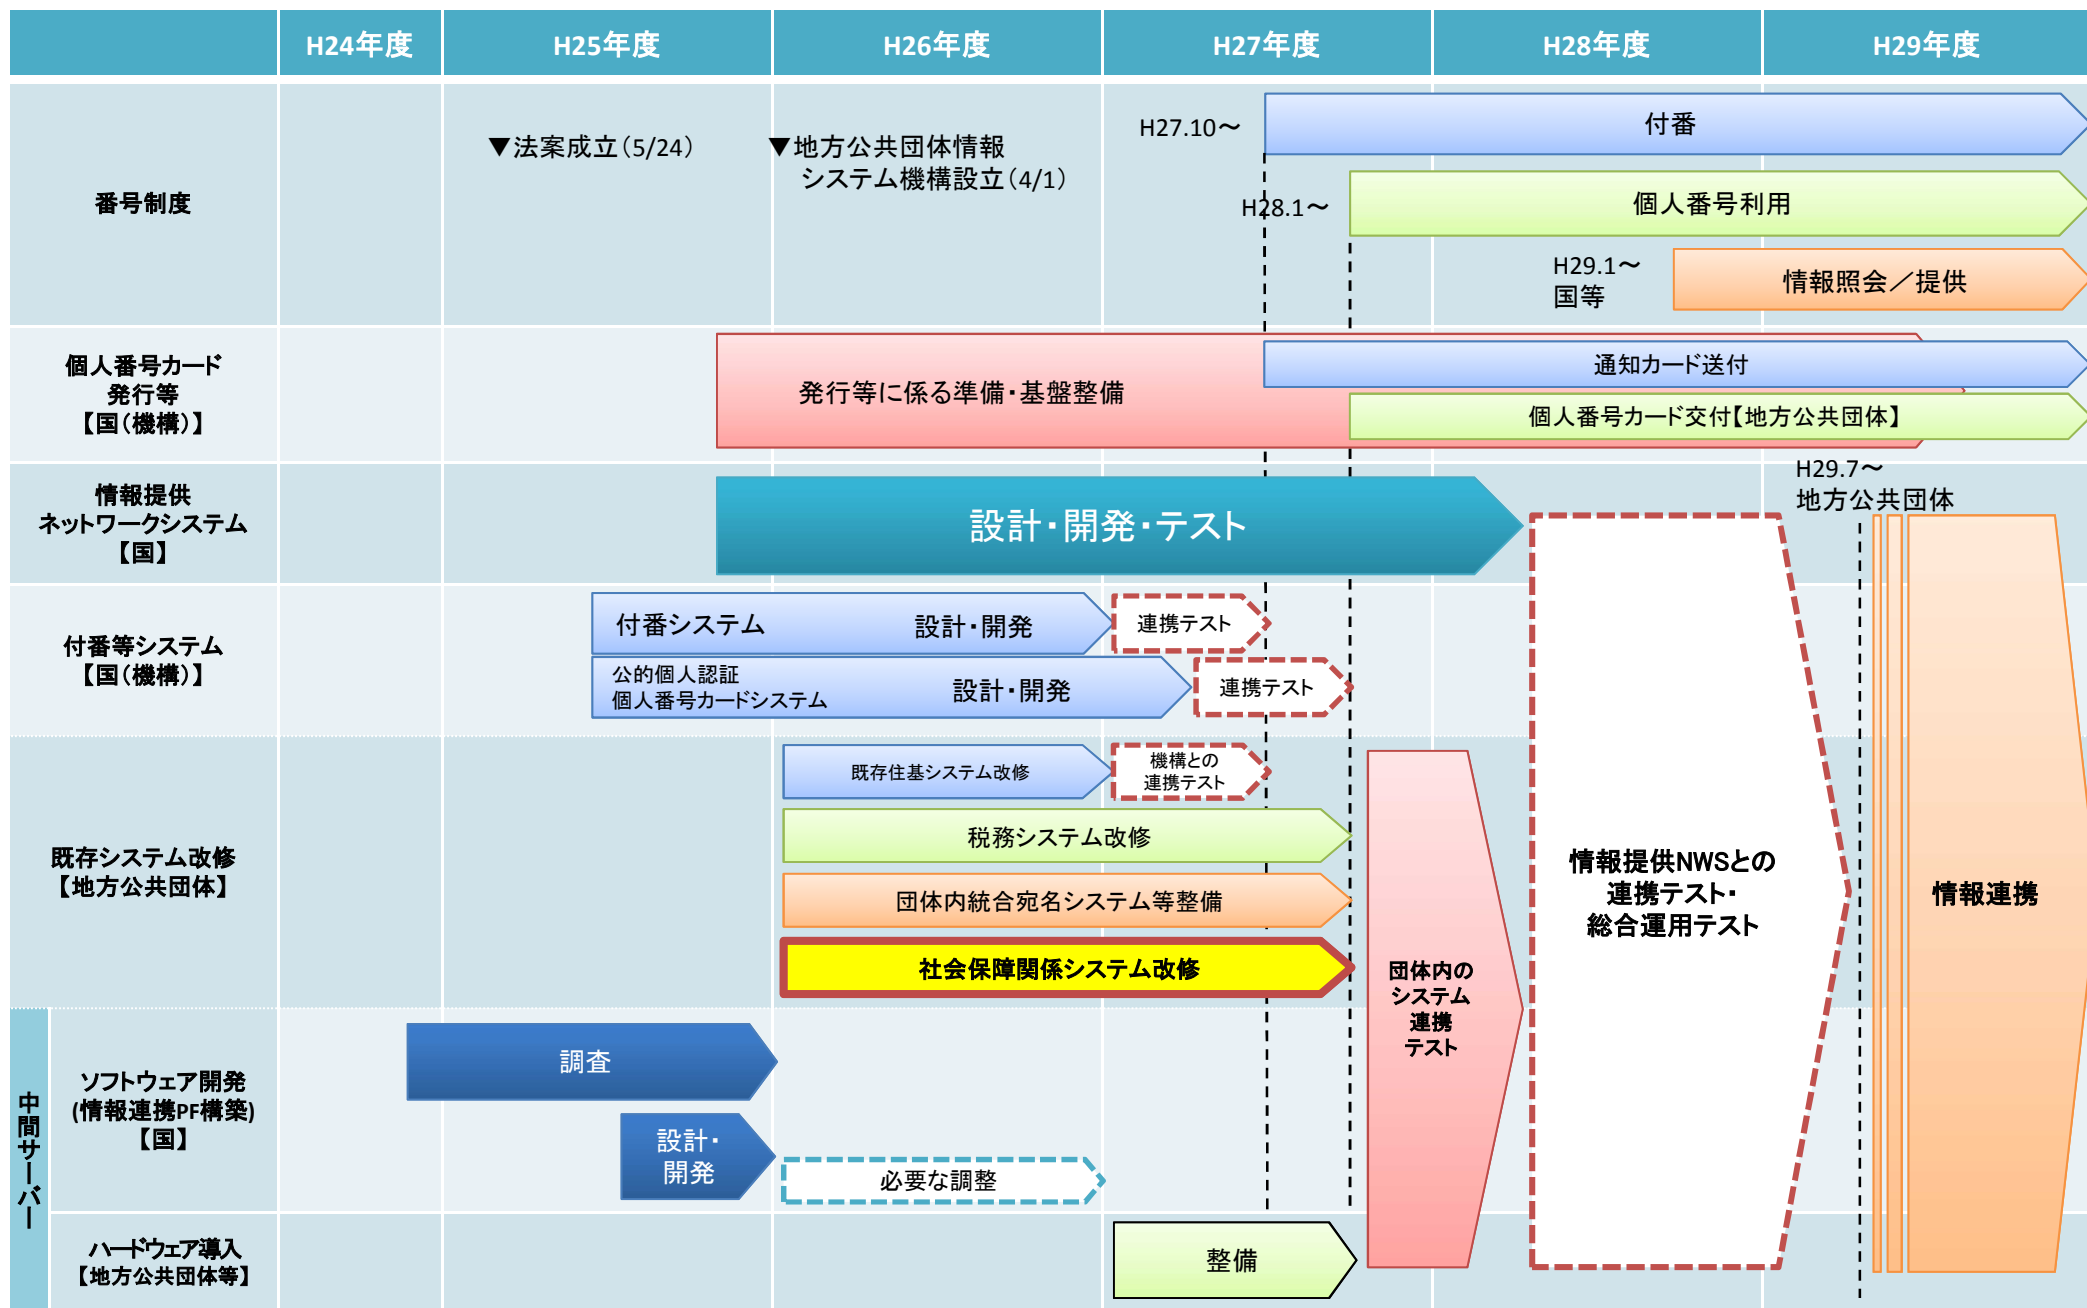 H24年度
H25年度
H26年度
H27年度
H28年度
H29年度
番号制度
▼法案成立(5/24)
▼地方公共団体情報
システム機構設立(4/1)
H27.10～
付番
H28.1～
個人番号利用
H29.1～
国等
情報照会／提供
個人番号カード
発行等
【国(機構)】
発行等に係る準備・基盤整備
通知カード送付
個人番号カード交付【地方公共団体】
情報提供
ネットワークシステム
【国】
設計・開発・テスト
H29.7～
地方公共団体
付番等システム
【国(機構)】
付番システム
設計・開発
連携テスト
公的個人認証
個人番号カードシステム
設計・開発
連携テスト
既存システム改修
【地方公共団体】
既存住基システム改修
機構との
連携テスト
税務システム改修
団体内統合宛名システム等整備
社会保障関係システム改修
団体内の
システム
連携
テスト
情報提供NWSとの
連携テスト・
総合運用テスト
情報連携
中間サーバー
ソフトウェア開発
(情報連携PF構築)
【国】
調査
設計・
開発
必要な調整
ハードウェア導入
【地方公共団体等】
整備